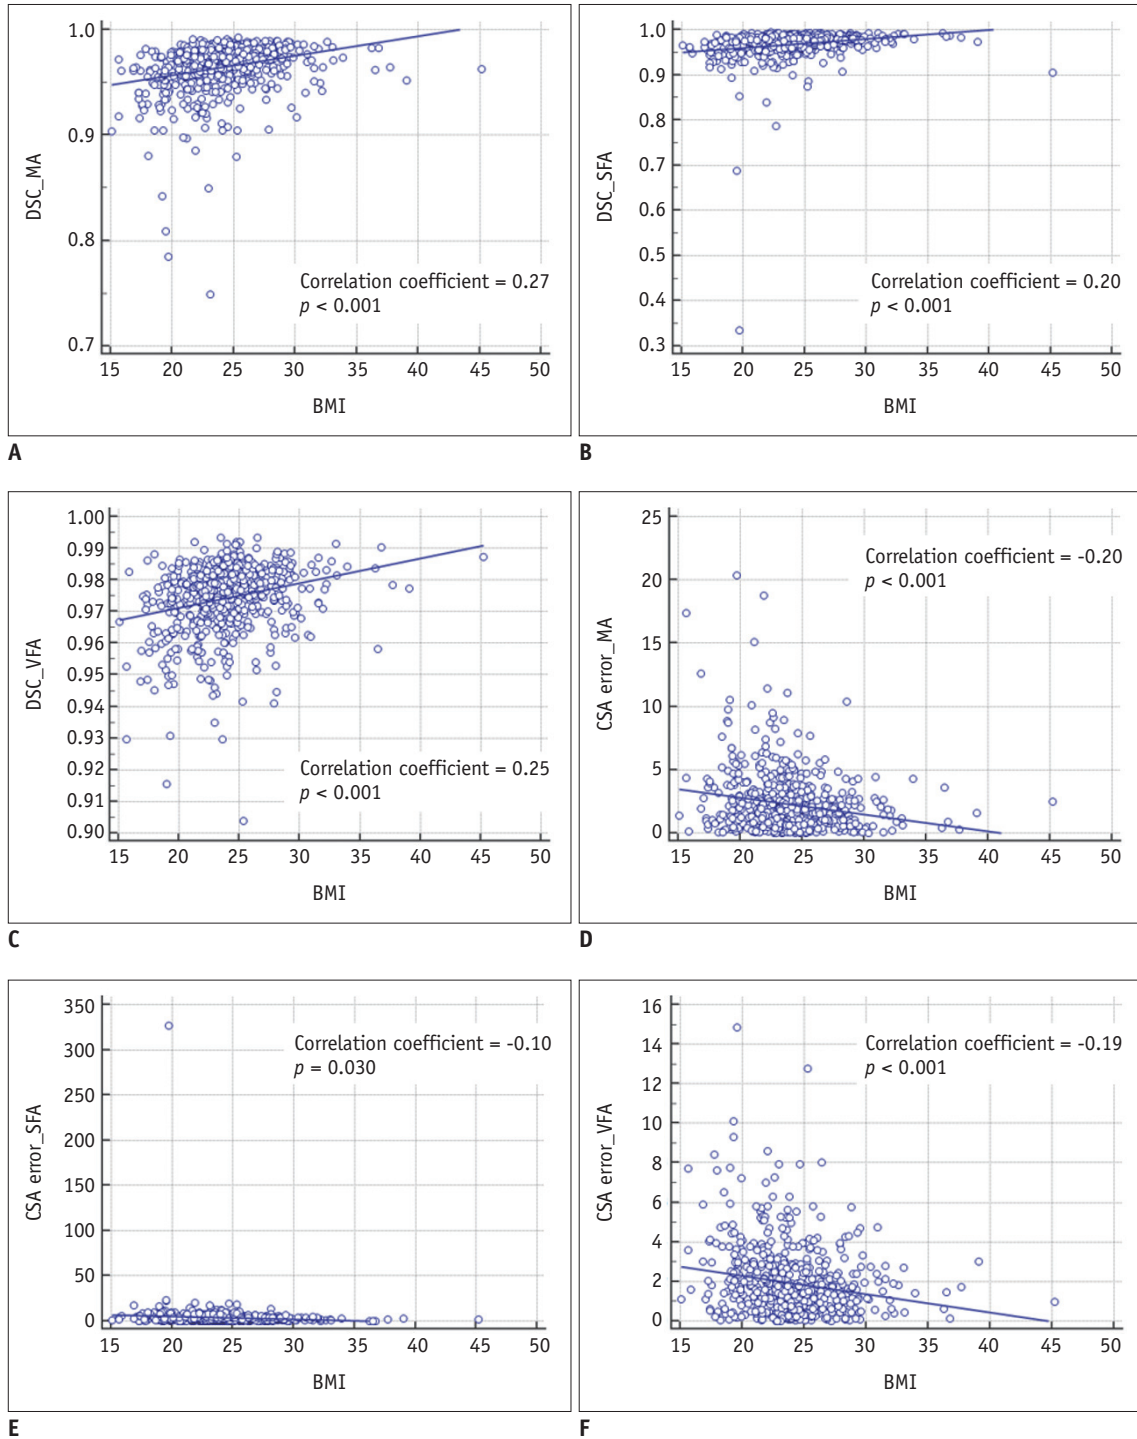 1.0
0.9
0.8
0.7
DSC_MA
Correlation coefficient = 0.27
p < 0.001
15 20 25 30 35 40 45 50
BMI
A
1.0
0.9
0.8
0.7
0.6
0.5
0.4
0.3
DSC_SFA
Correlation coefficient = 0.20
p < 0.001
15 20 25 30 35 40 45 50
BMI
B
1.00
0.99
0.98
0.97
0.96
0.95
0.94
0.93
0.92
0.91
0.90
DSC_VFA
Correlation coefficient = 0.25
p < 0.001
15 20 25 30 35 40 45 50
BMI
C
25
20
15
10
5
0
CSA error_MA
Correlation coefficient = -0.20
p < 0.001
15 20 25 30 35 40 45 50
BMI
D
350
300
250
200
150
100
50
0
CSA error_SFA
Correlation coefficient = -0.10
p = 0.030
15 20 25 30 35 40 45 50
BMI
E
16
14
12
10
8
6
4
2
0
CSA error_VFA
Correlation coefficient = -0.19
p < 0.001
15 20 25 30 35 40 45 50
BMI
F